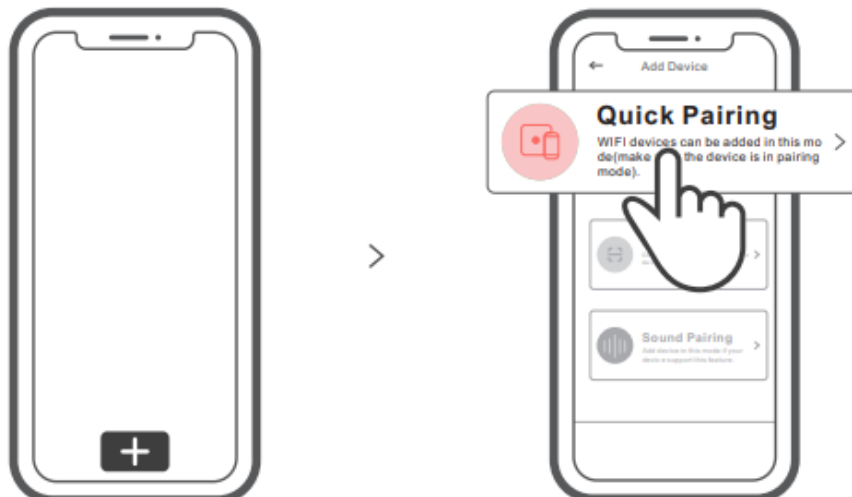 Add Device
Quick Pairing
WIFI devices can be added in this mo
de(make the device is in pairing
mode).
Sound Pairing
Add device in this mode if your
device support this feature.